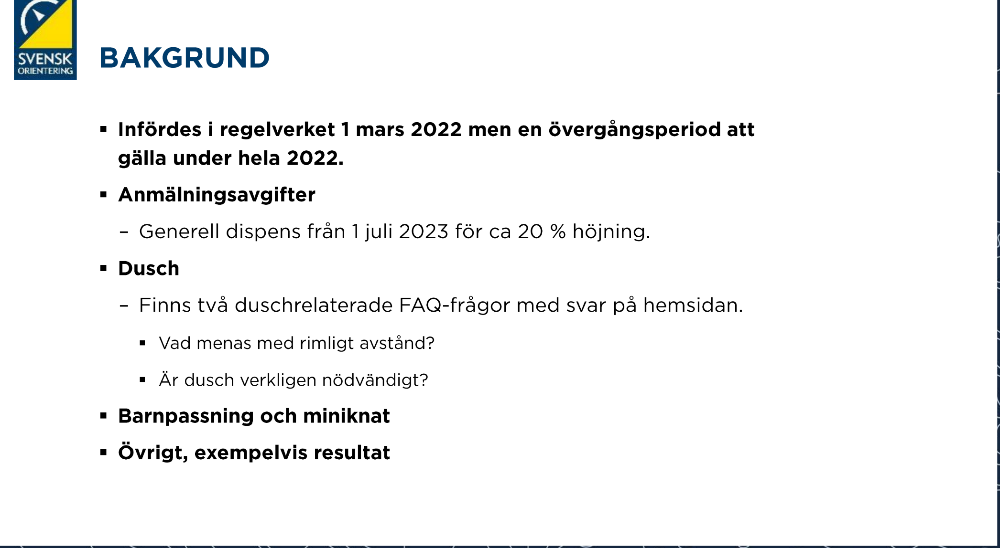 SVENSK
ORIENTERING
BAKGRUND
▪ Infördes i regelverket 1 mars 2022 men en övergångsperiod att
gälla under hela 2022.
▪ Anmälningsavgifter
– Generell dispens från 1 juli 2023 för ca 20 % höjning.
▪ Dusch
– Finns två duschrelaterade FAQ-frågor med svar på hemsidan.
▪ Vad menas med rimligt avstånd?
▪ Är dusch verkligen nödvändigt?
▪ Barnpassning och miniknat
▪ Övrigt, exempelvis resultat